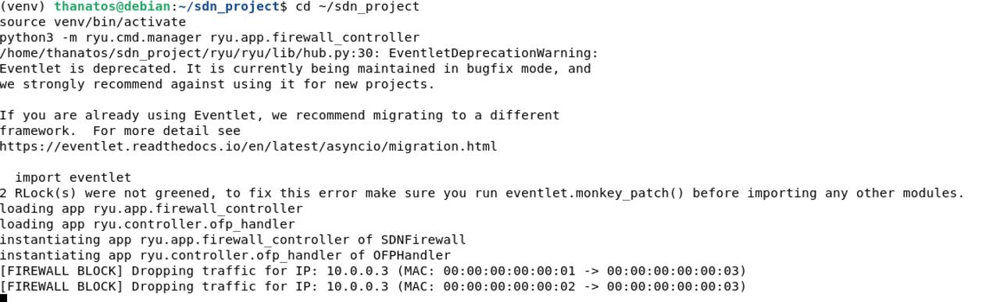 (venv) thanatos@debian:~/sdn_project$ cd ~/sdn_project
source venv/bin/activate
python3 -m ryu.cmd.manager ryu.app.firewall_controller
/home/thanatos/sdn_project/ryu/ryu/lib/hub.py:30: EventletDeprecationWarning:
Eventlet is deprecated. It is currently being maintained in bugfix mode, and
we strongly recommend against using it for new projects.

If you are already using Eventlet, we recommend migrating to a different
framework.  For more detail see
https://eventlet.readthedocs.io/en/latest/asyncio/migration.html

  import eventlet
2 RLock(s) were not greened, to fix this error make sure you run eventlet.monkey_patch() before importing any other modules.
loading app ryu.app.firewall_controller
loading app ryu.controller.ofp_handler
instantiating app ryu.app.firewall_controller of SDNFirewall
instantiating app ryu.controller.ofp_handler of OFPHandler
[FIREWALL BLOCK] Dropping traffic for IP: 10.0.0.3 (MAC: 00:00:00:00:00:01 -> 00:00:00:00:00:03)
[FIREWALL BLOCK] Dropping traffic for IP: 10.0.0.3 (MAC: 00:00:00:00:00:02 -> 00:00:00:00:00:03)